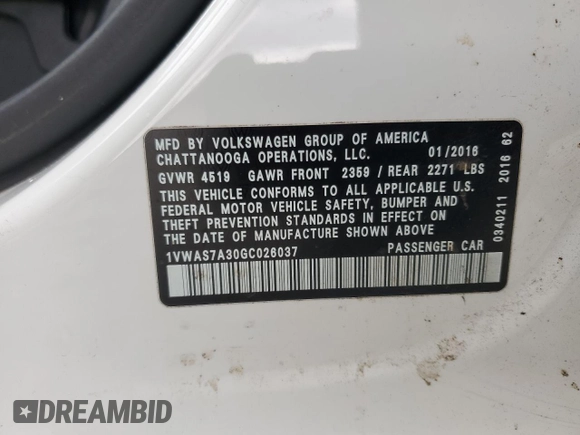 MFD BY VOLKSWAGEN GROUP OF AMERICA
CHATTANOOGA OPERATIONS, LLC. 01/2016
GVWR 4519 GAWR FRONT 2359 / REAR 2271 LBS
THIS VEHICLE CONFORMS TO ALL APPLICABLE U.S.
FEDERAL MOTOR VEHICLE SAFETY, BUMPER AND
THEFT PREVENTION STANDARDS IN EFFECT ON
THE DATE OF MANUFACTURE SHOWN ABOVE
1VWAS7A30GC026037 PASSENGER CAR
0340211 2016 62
DREAMBID